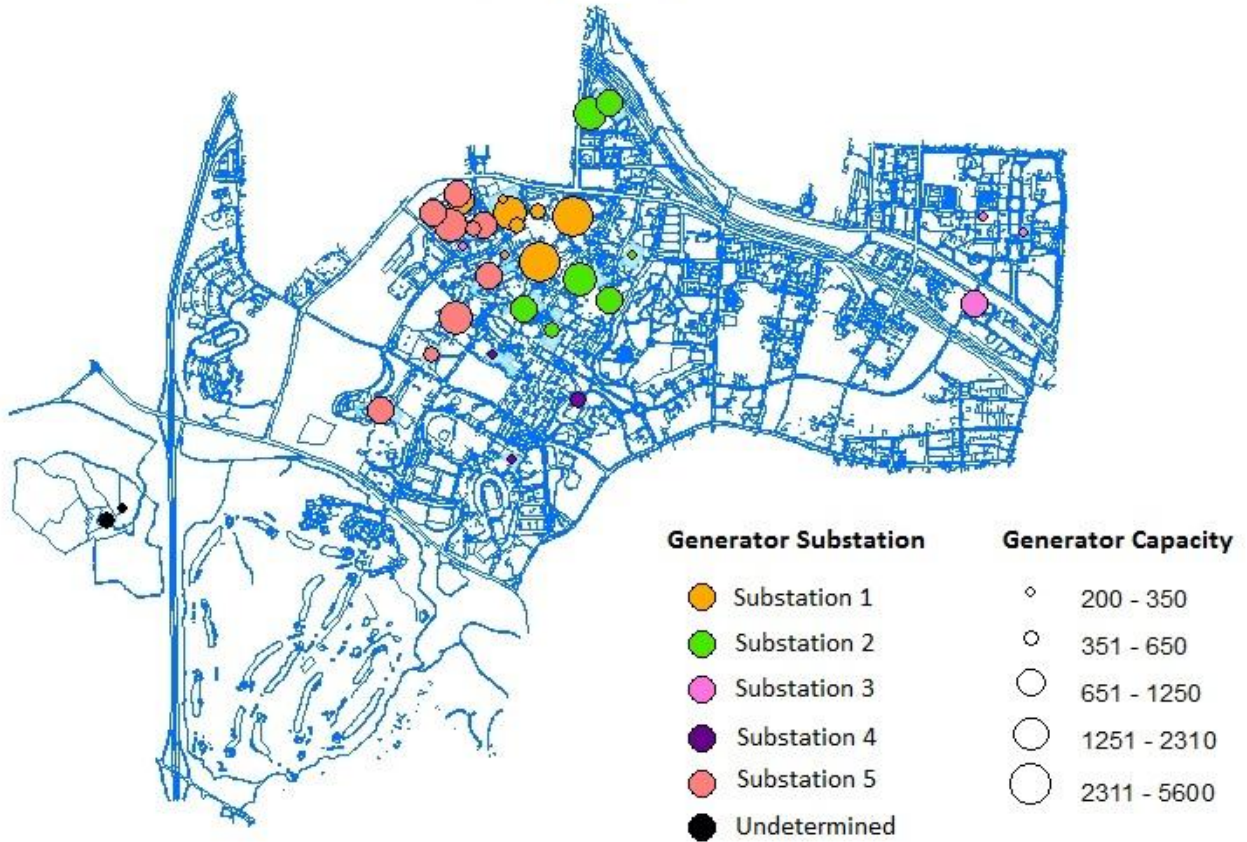 Generator Substation
Substation 1
Substation 2
Substation 3
Substation 4
Substation 5
Undetermined
Generator Capacity
200 - 350
351 - 650
651 - 1250
1251 - 2310
2311 - 5600